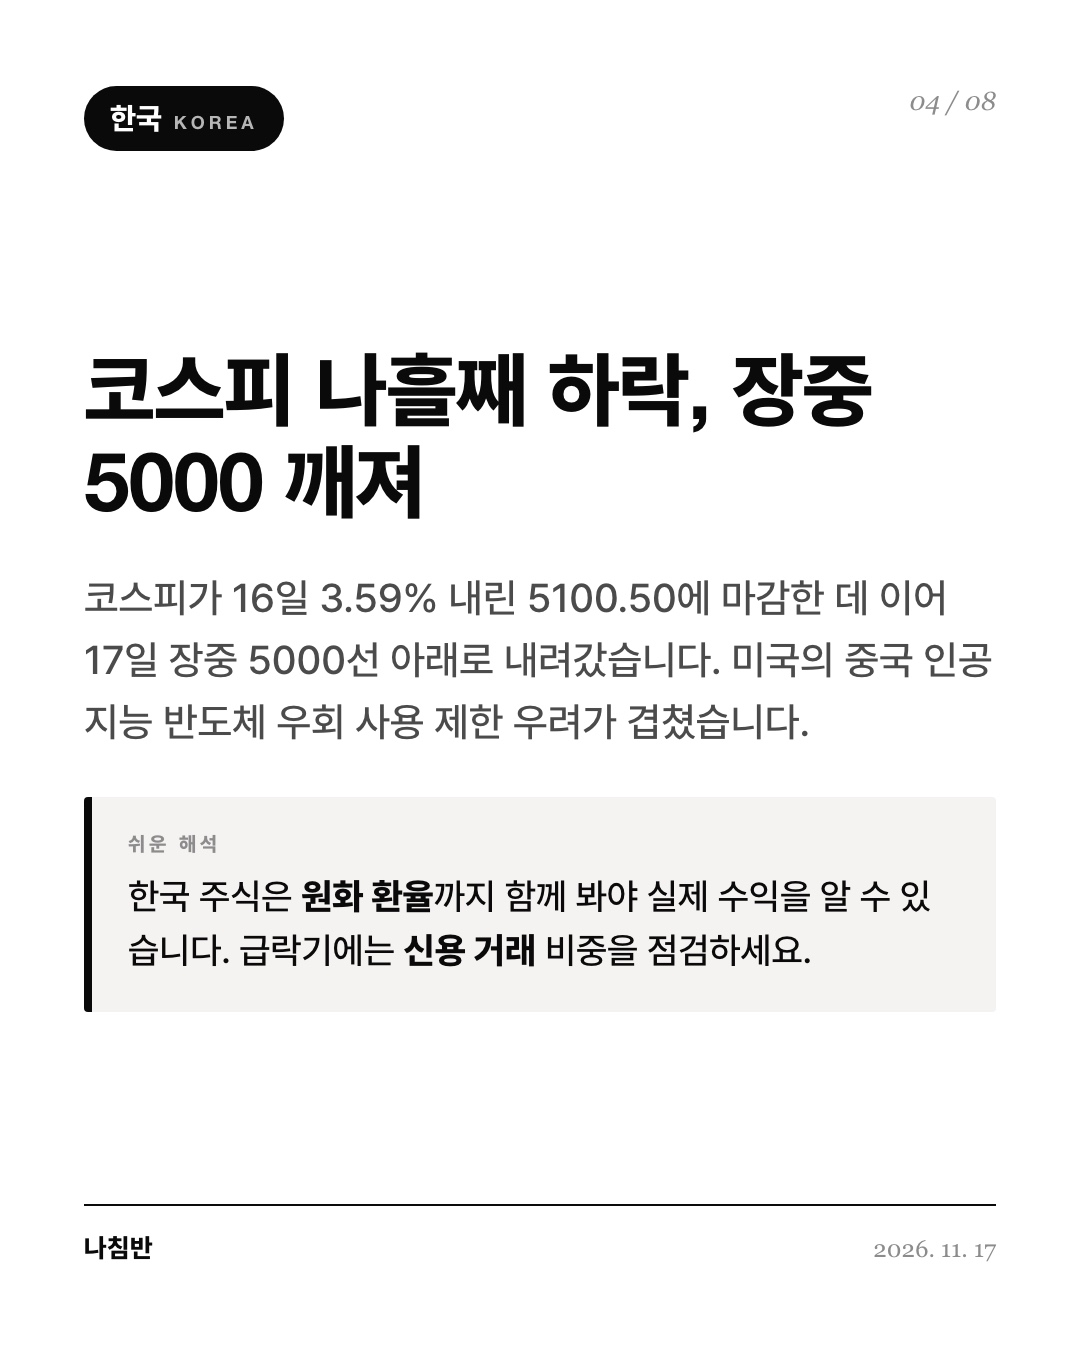 한국 KOREA
04 / 08
코스피 나흘째 하락, 장중
5000 깨져
코스피가 16일 3.59% 내린 5100.50에 마감한 데 이어
17일 장중 5000선 아래로 내려갔습니다. 미국의 중국 인공
지능 반도체 우회 사용 제한 우려가 겹쳤습니다.
쉬운 해석
한국 주식은 원화 환율까지 함께 봐야 실제 수익을 알 수 있
습니다. 급락기에는 신용 거래 비중을 점검하세요.
나침반
2026. 11. 17